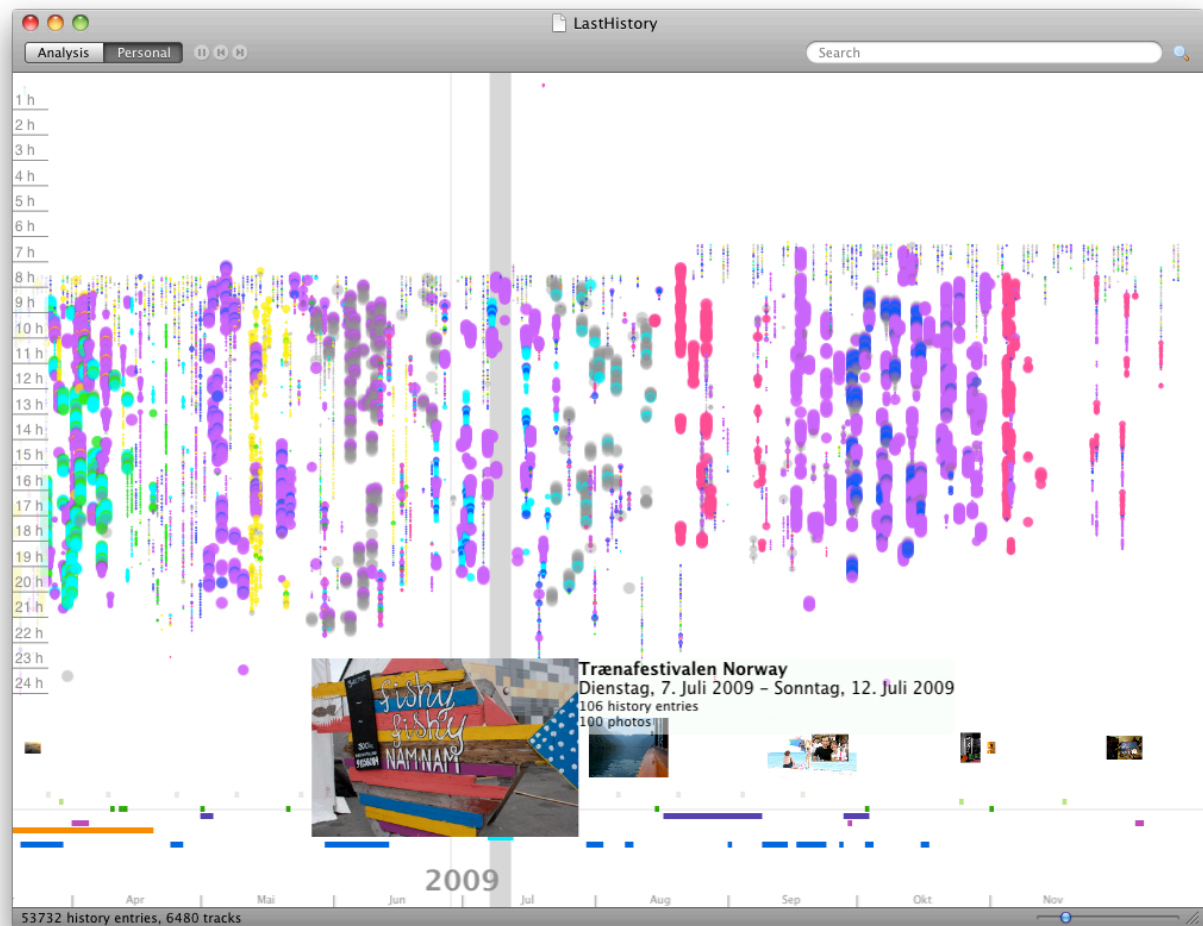 LastHistory
Analysis Personal
Search
1 h
2 h
3 h
4 h
5 h
6 h
7 h
8 h
9 h
10 h
11 h
12 h
13 h
14 h
15 h
16 h
17 h
18 h
19 h
20 h
21 h
22 h
23 h
24 h
Trænafestivalen Norway
Dienstag, 7. Juli 2009 – Sonntag, 12. Juli 2009
106 history entries
100 photos
fishy
fishy
NAM NAM
2009
Apr Mai Jun Jul Aug Sep Okt Nov
53732 history entries, 6480 tracks